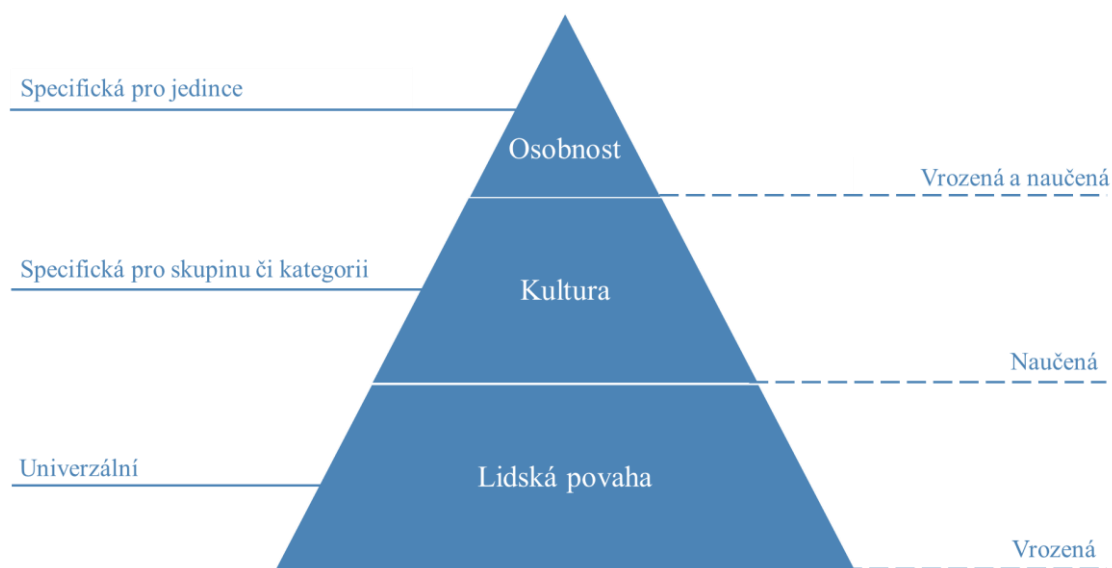 Specifická pro jedince
Osobnost
Vrozená a naučená
Specifická pro skupinu či kategorii
Kultura
Naučená
Univerzální
Lidská povaha
Vrozená